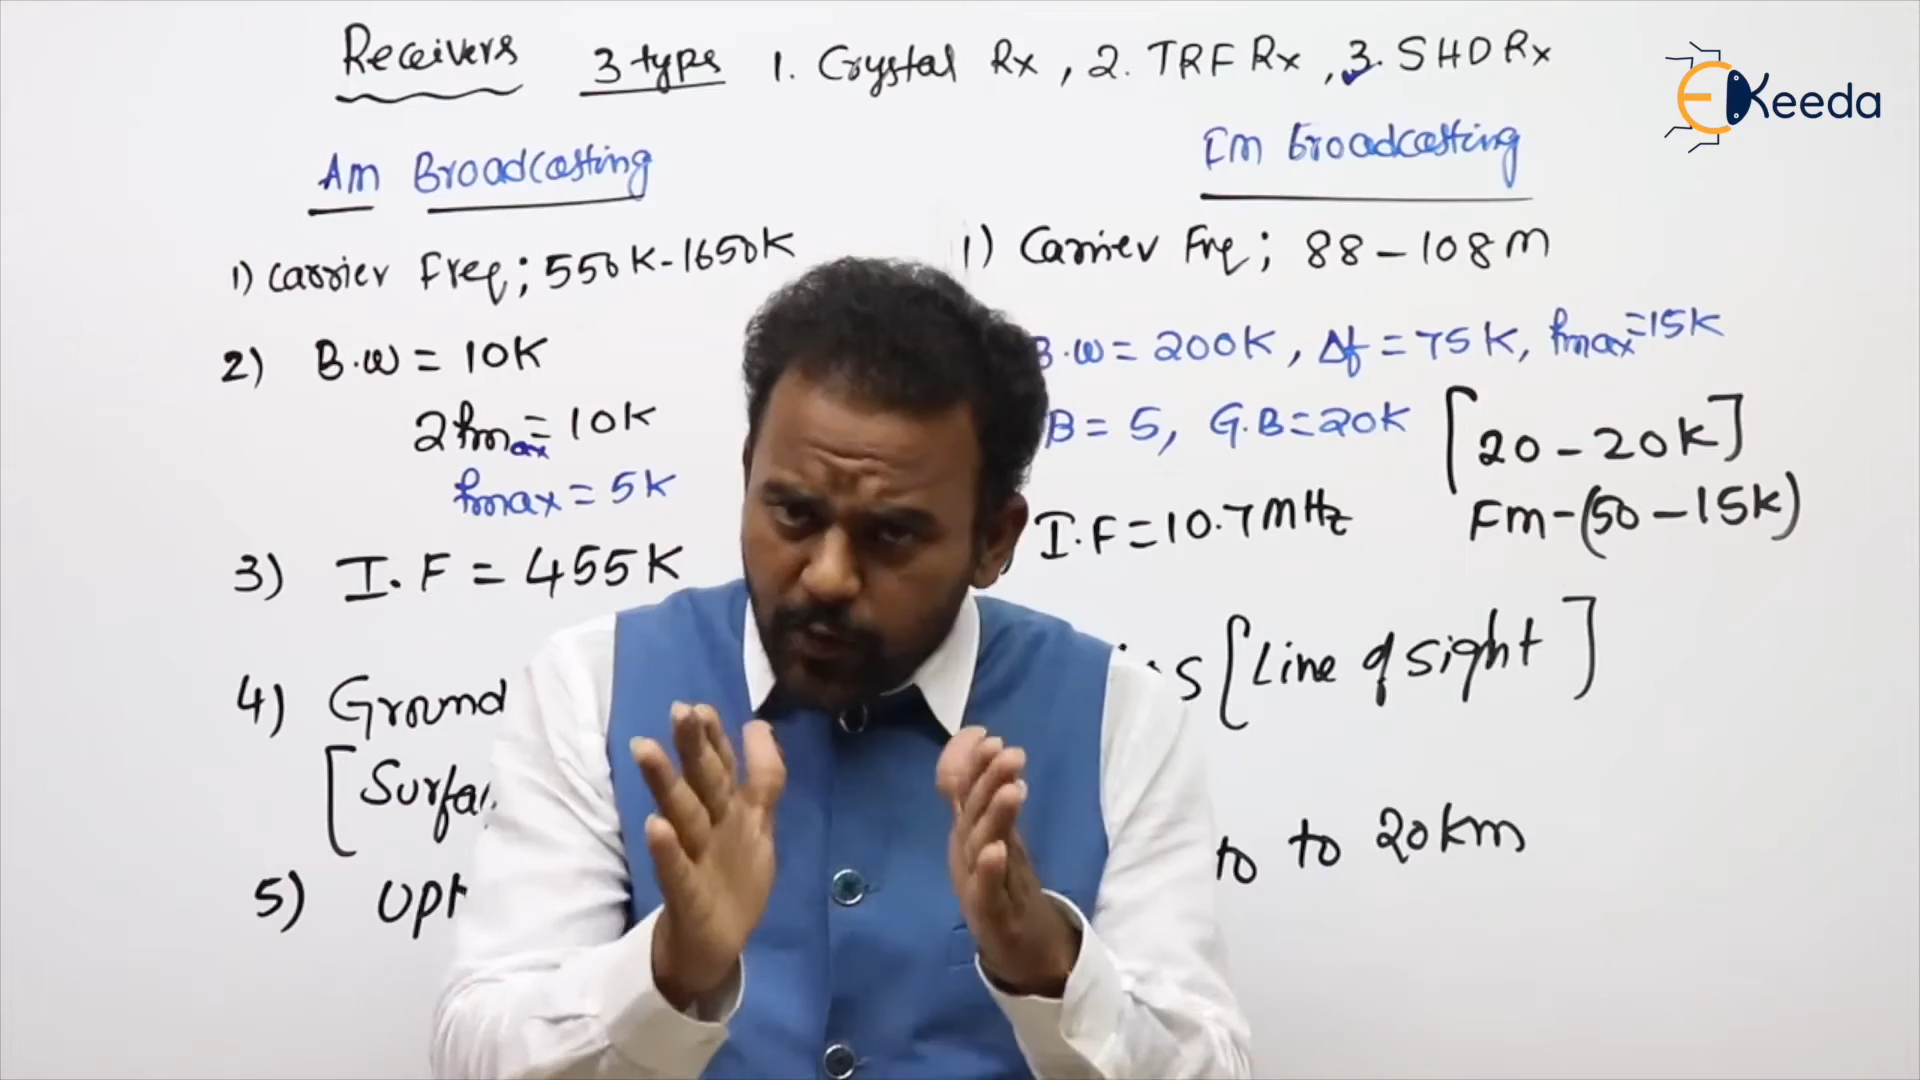 Receivers 3 types 1. Crystal Rx, 2. TRF Rx, 3. SHD Rx
EKeeda
Am Broadcasting
1) Carrier Freq; 550K-1650K
2) B.W = 10K
2fmax = 10K
fmax = 5K
3) I.F = 455K
4) Ground
[Surfa
5) Upt
Fm Broadcasting
1) Carrier Frq; 88-108m
B.W = 200K, Δf = 75K, fmax=15K
B = 5, G.B=20K [20-20K]
Fm-(50-15K)
I.F=10.7MHz
s [Line of sight]
to to 20km